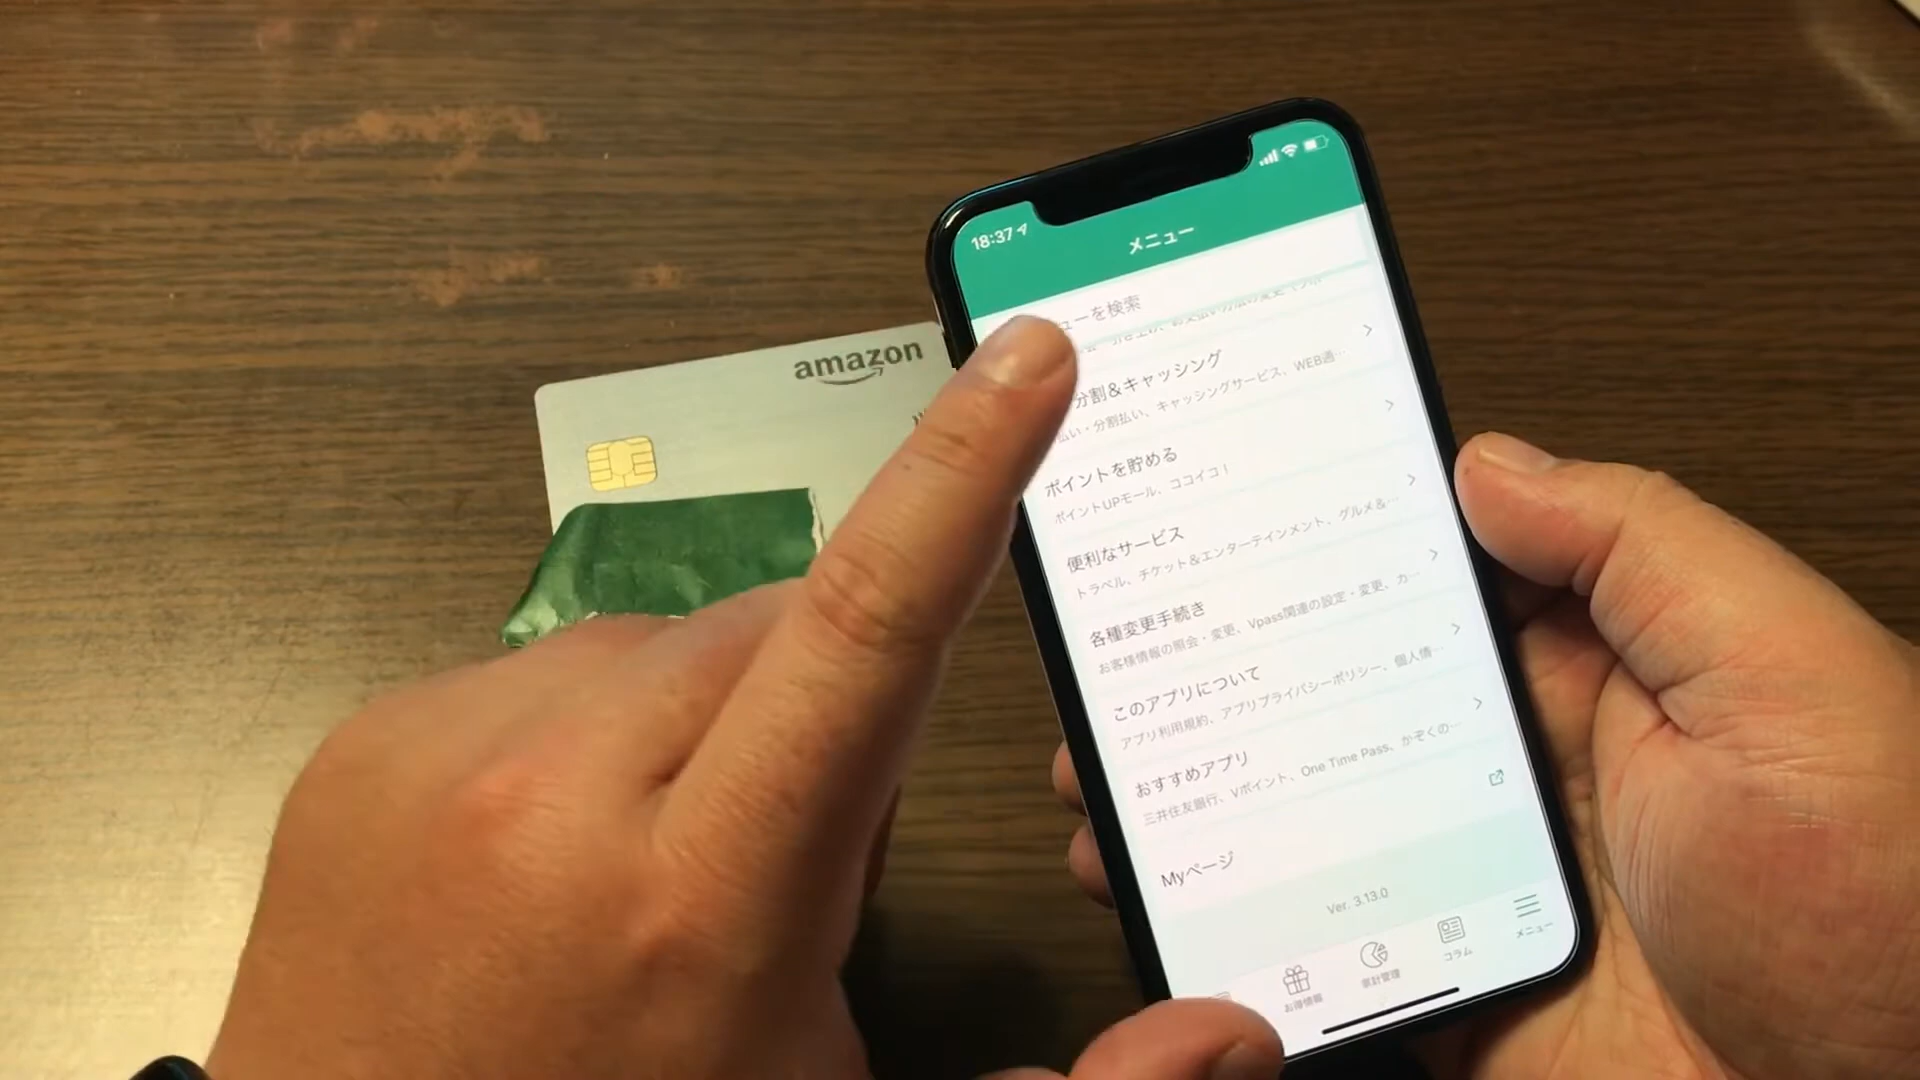 amazon
18:37
メニュー
ューを検索
分割&キャッシング
払い・分割払い、キャッシングサービス、WEB通…
ポイントを貯める
ポイントUPモール、ココイコ!
便利なサービス
トラベル、チケット&エンターテインメント、グルメ&…
各種変更手続き
お客様情報の照会・変更、Vpass関連の設定・変更、カ…
このアプリについて
アプリ利用規約、アプリプライバシーポリシー、個人情…
おすすめアプリ
三井住友銀行、Vポイント、One Time Pass、かぞくの…
Myページ
Ver. 3.13.0
お得情報
家計管理
コラム
メニュー